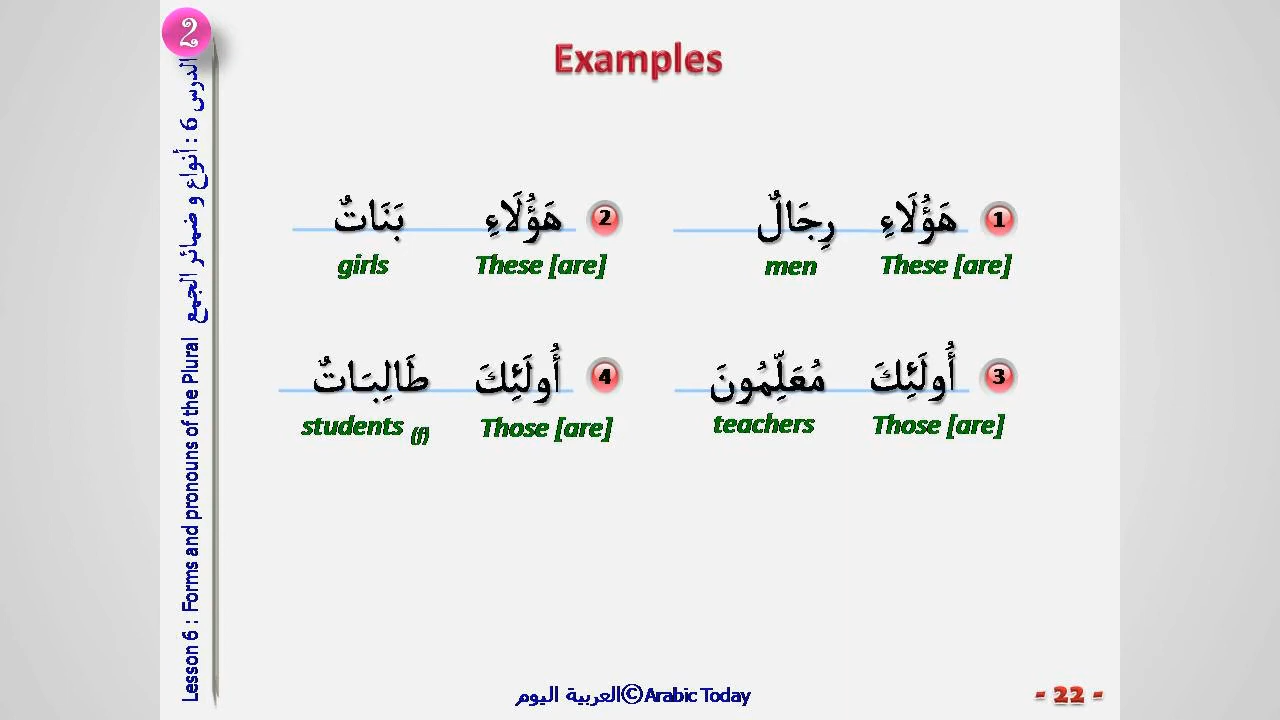 2
الدرس 6 : أنواع و ضمائر الجمع
Lesson 6 : Forms and pronouns of the Plural
Examples
1 هَؤُلَاءِ رِجَالٌ
These [are] men
2 هَؤُلَاءِ بَنَاتٌ
These [are] girls
3 أُولَئِكَ مُعَلِّمُونَ
Those [are] teachers
4 أُولَئِكَ طَالِبَاتٌ
Those [are] students (f)
العربية اليوم©Arabic Today
- 22 -